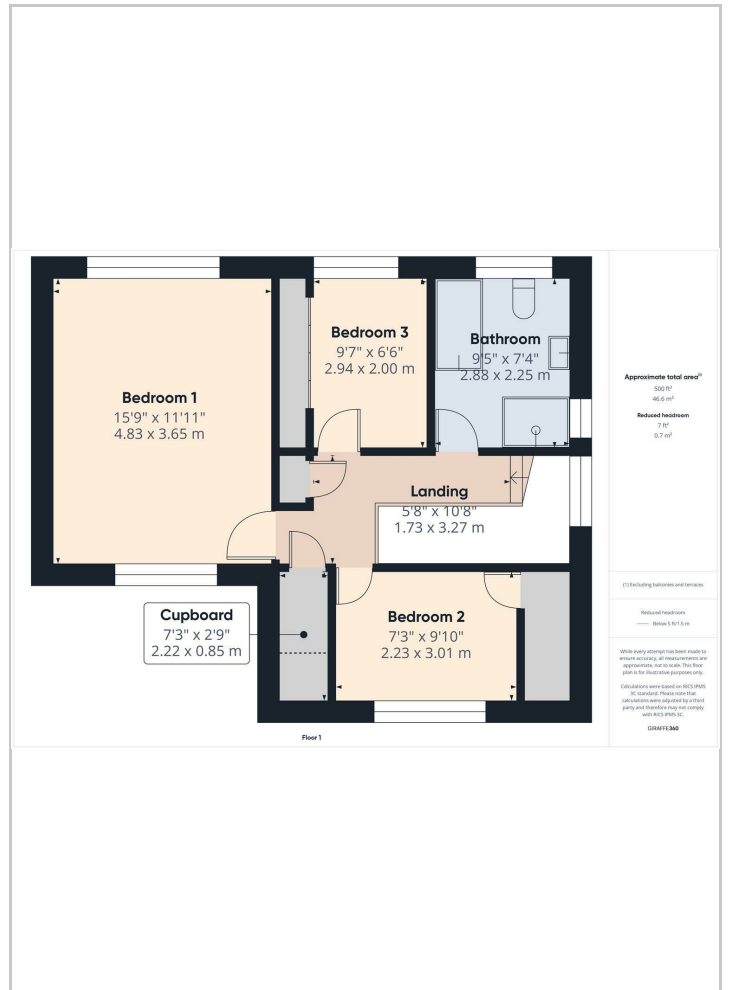 Bedroom 1
15'9" x 11'11"
4.83 x 3.65 m
Bedroom 3
9'7" x 6'6"
2.94 x 2.00 m
Bathroom
9'5" x 7'4"
2.88 x 2.25 m
Landing
5'8" x 10'8"
1.73 x 3.27 m
Cupboard
7'3" x 2'9"
2.22 x 0.85 m
Bedroom 2
7'3" x 9'10"
2.23 x 3.01 m
Floor 1
Approximate total area(1)
500 ft²
46.6 m²
Reduced headroom
7 ft²
0.7 m²
(1) Excluding balconies and terraces
Reduced headroom
----- Below 5 ft/1.5 m
While every attempt has been made to
ensure accuracy, all measurements are
approximate, not to scale. This floor
plan is for illustrative purposes only.
Calculations were based on RICS IPMS
3C standard. Please note that
calculations were adjusted by a third
party and therefore may not comply
with RICS IPMS 3C.
GIRAFFE360